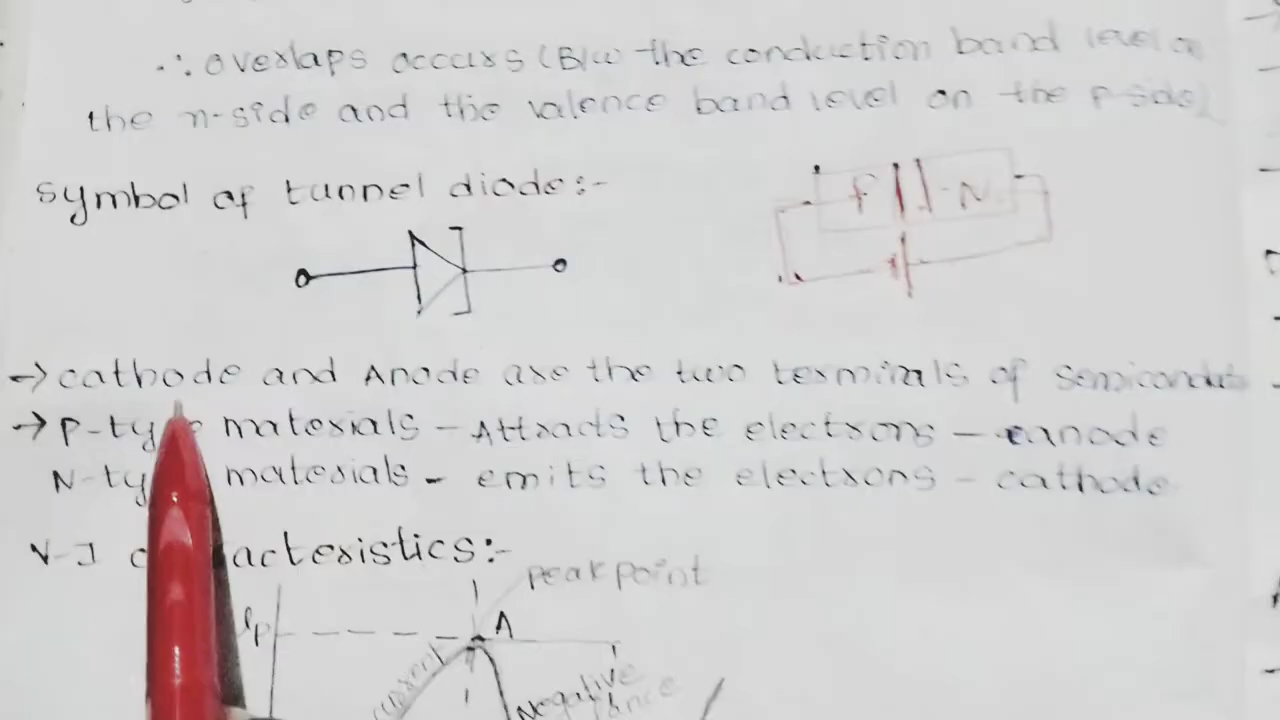 ∴ overlaps occurs (B/w the conduction band level on
the n-side and the valence band level on the p-side)
Symbol of tunnel diode:-
P N
→ cathode and Anode are the two terminals of semiconduct
→ P-type materials - Attracts the electrons - anode
N-ty materials - emits the electrons - cathode
V-I c acteristics:-
peak point
Ip A
current
Negative